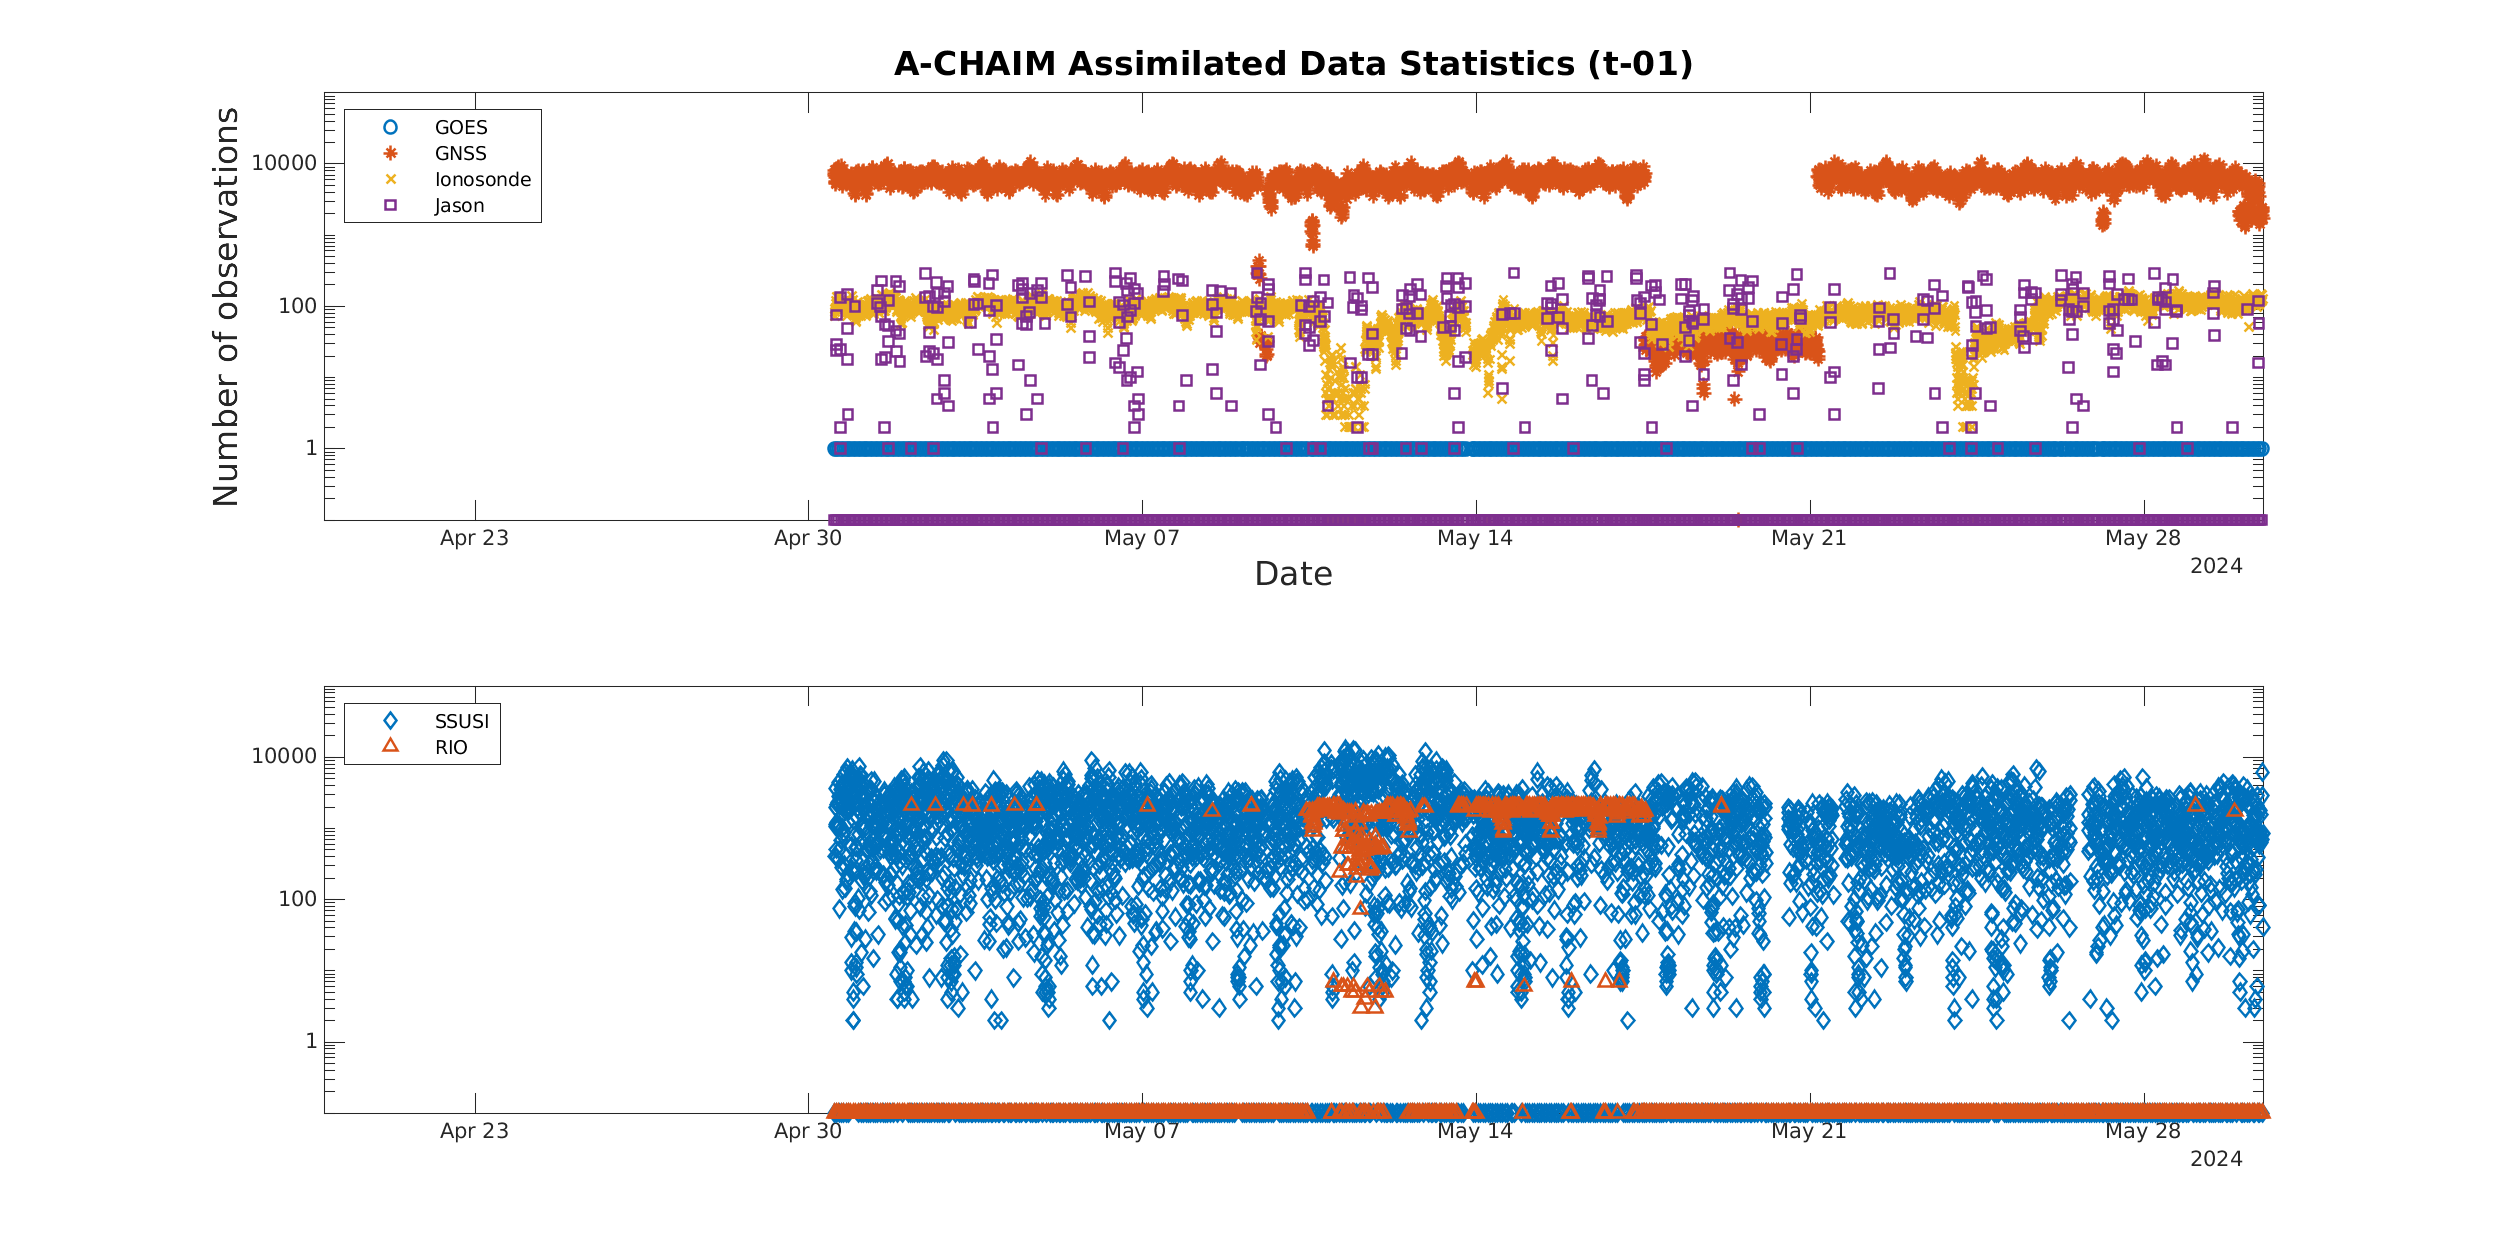 A-CHAIM Assimilated Data Statistics (t-01)
Number of observations
10000
100
1
GOES
GNSS
Ionosonde
Jason
Apr 23
Apr 30
May 07
May 14
May 21
May 28
2024
Date
10000
100
1
SSUSI
RIO
Apr 23
Apr 30
May 07
May 14
May 21
May 28
2024